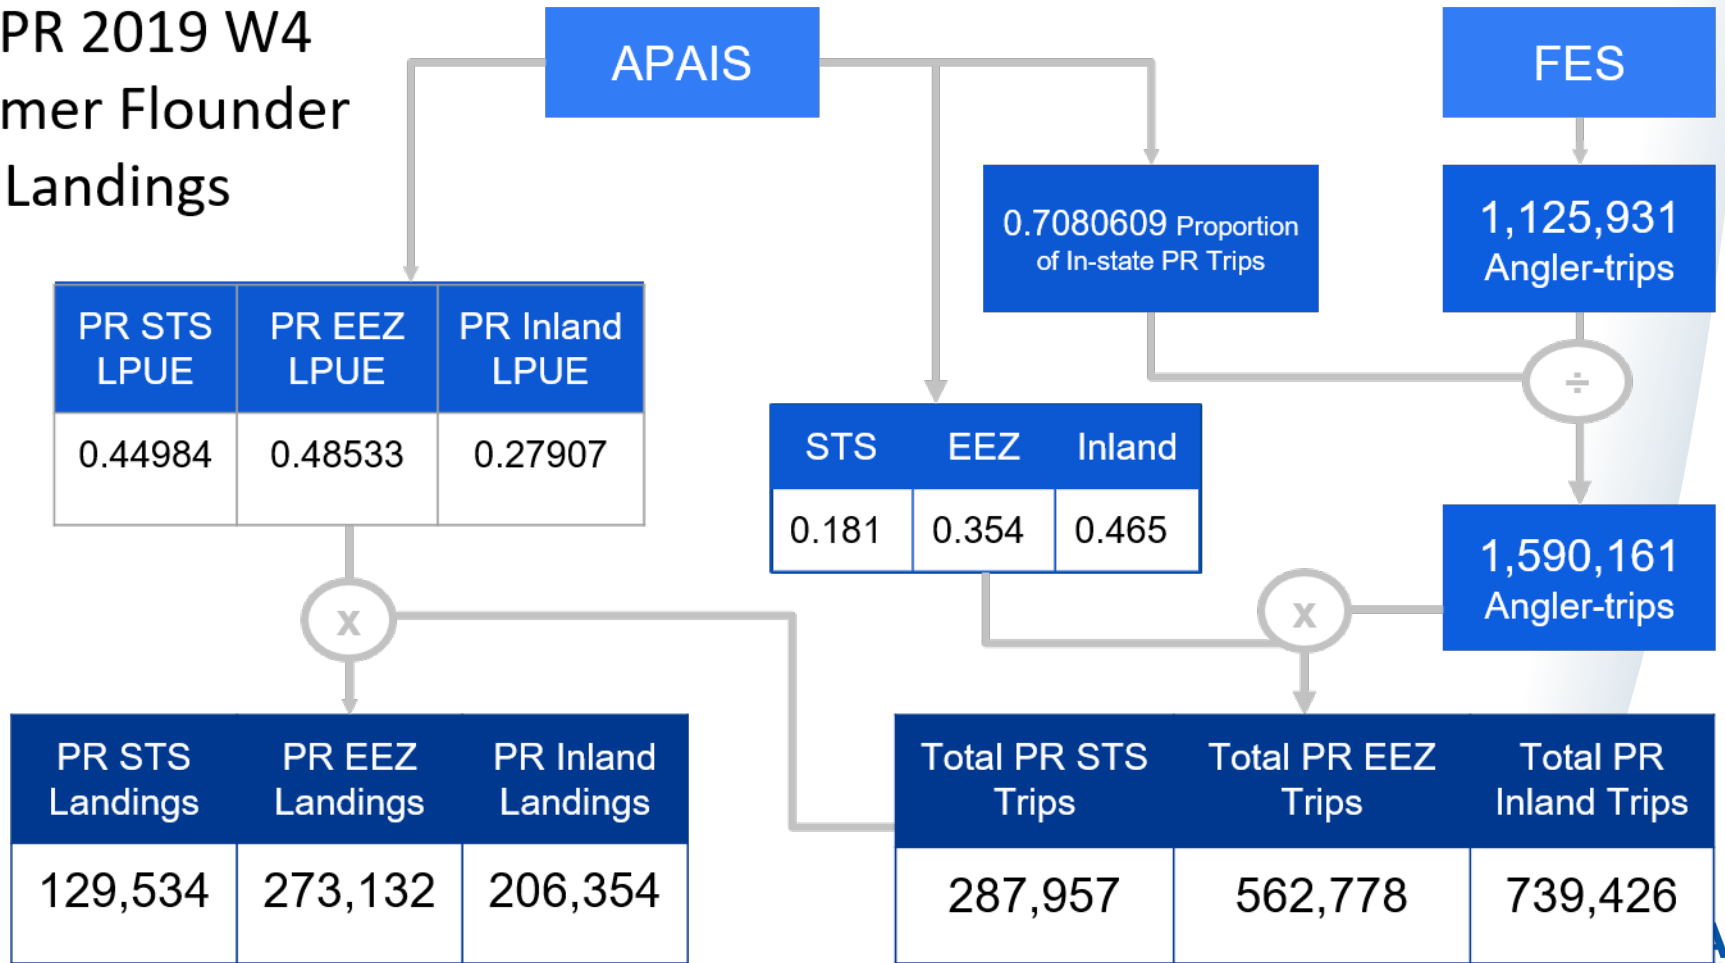 PR 2019 W4
mer Flounder
Landings
APAIS
FES
0.7080609 Proportion
of In-state PR Trips
1,125,931
Angler-trips
÷
PR STS
LPUE
PR EEZ
LPUE
PR Inland
LPUE
0.44984
0.48533
0.27907
STS
EEZ
Inland
0.181
0.354
0.465
1,590,161
Angler-trips
x
x
PR STS
Landings
PR EEZ
Landings
PR Inland
Landings
129,534
273,132
206,354
Total PR STS
Trips
Total PR EEZ
Trips
Total PR
Inland Trips
287,957
562,778
739,426